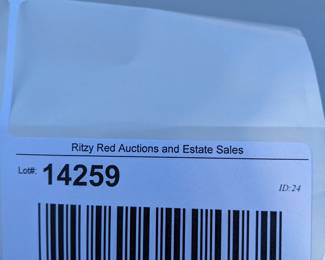 Ritzy Red Auctions and Estate Sales
Lot#: 14259
ID:24